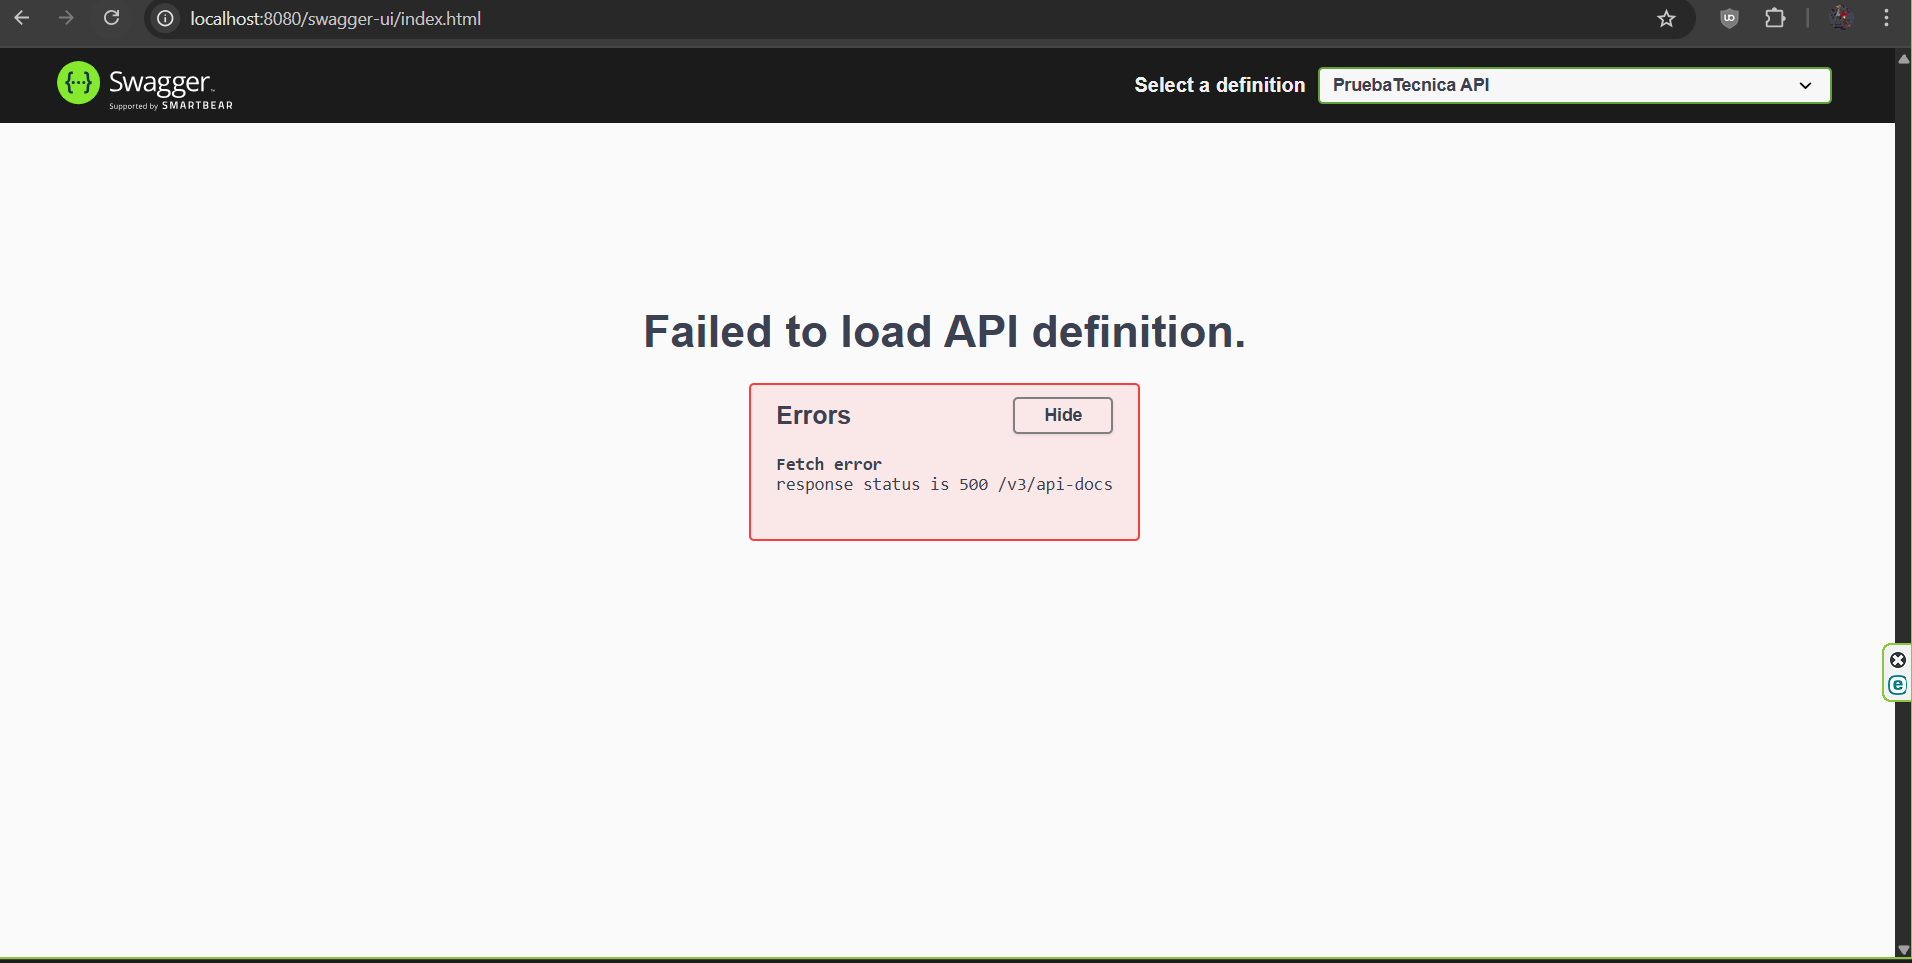 localhost:8080/swagger-ui/index.html
Swagger
Supported by SMARTBEAR
Select a definition
PruebaTecnica API
Failed to load API definition.
Errors
Hide
Fetch error
response status is 500 /v3/api-docs